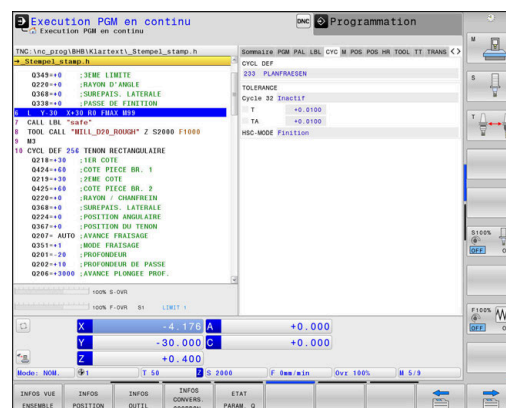 Execution PGM en continu
Execution PGM en continu
DNC
Programmation
TNC:\nc_prog\BHB\Klartext\_Stempel_stamp.h
→_Stempel_stamp.h
Q349=+0 ;3EME LIMITE
Q220=+0 ;RAYON D'ANGLE
Q368=+0 ;SUREPAIS. LATERALE
Q338=+0 ;PASSE DE FINITION
6 L Y-30 X+30 R0 FMAX M99
7 CALL LBL "safe"
8 TOOL CALL "MILL_D20_ROUGH" Z S2000 F1000
9 M3
10 CYCL DEF 256 TENON RECTANGULAIRE
Q218=+30 ;1ER COTE
Q424=+60 ;COTE PIECE BR. 1
Q219=+30 ;2EME COTE
Q425=+60 ;COTE PIECE BR. 2
Q220=+0 ;RAYON / CHANFREIN
Q368=+0 ;SUREPAIS. LATERALE
Q224=+0 ;POSITION ANGULAIRE
Q367=+0 ;POSITION DU TENON
Q207= AUTO ;AVANCE FRAISAGE
Q351=+1 ;MODE FRAISAGE
Q201=-20 ;PROFONDEUR
Q202=+10 ;PROFONDEUR DE PASSE
Q206=+3000 ;AVANCE PLONGEE PROF.
Sommaire PGM PAL LBL CYC M POS POS HR TOOL TT TRANS
CYCL DEF
233 PLANFRAESEN
TOLERANCE
Cycle 32 Inactif
T +0.0100
TA +0.0100
HSC-MODE Finition
100% S-OVR
100% F-OVR S1 LIMIT 1
X -4.176 A +0.000
Y -30.000 C +0.000
Z +0.400
Mode: NOM. 1 T 50 Z S 2000 F 0mm/min Ovr 100% M 5/9
INFOS VUE ENSEMBLE
INFOS POSITION
INFOS OUTIL
INFOS CONVERS.
ETAT PARAM. Q
M
S
T
S100%
OFF
F100%
OFF